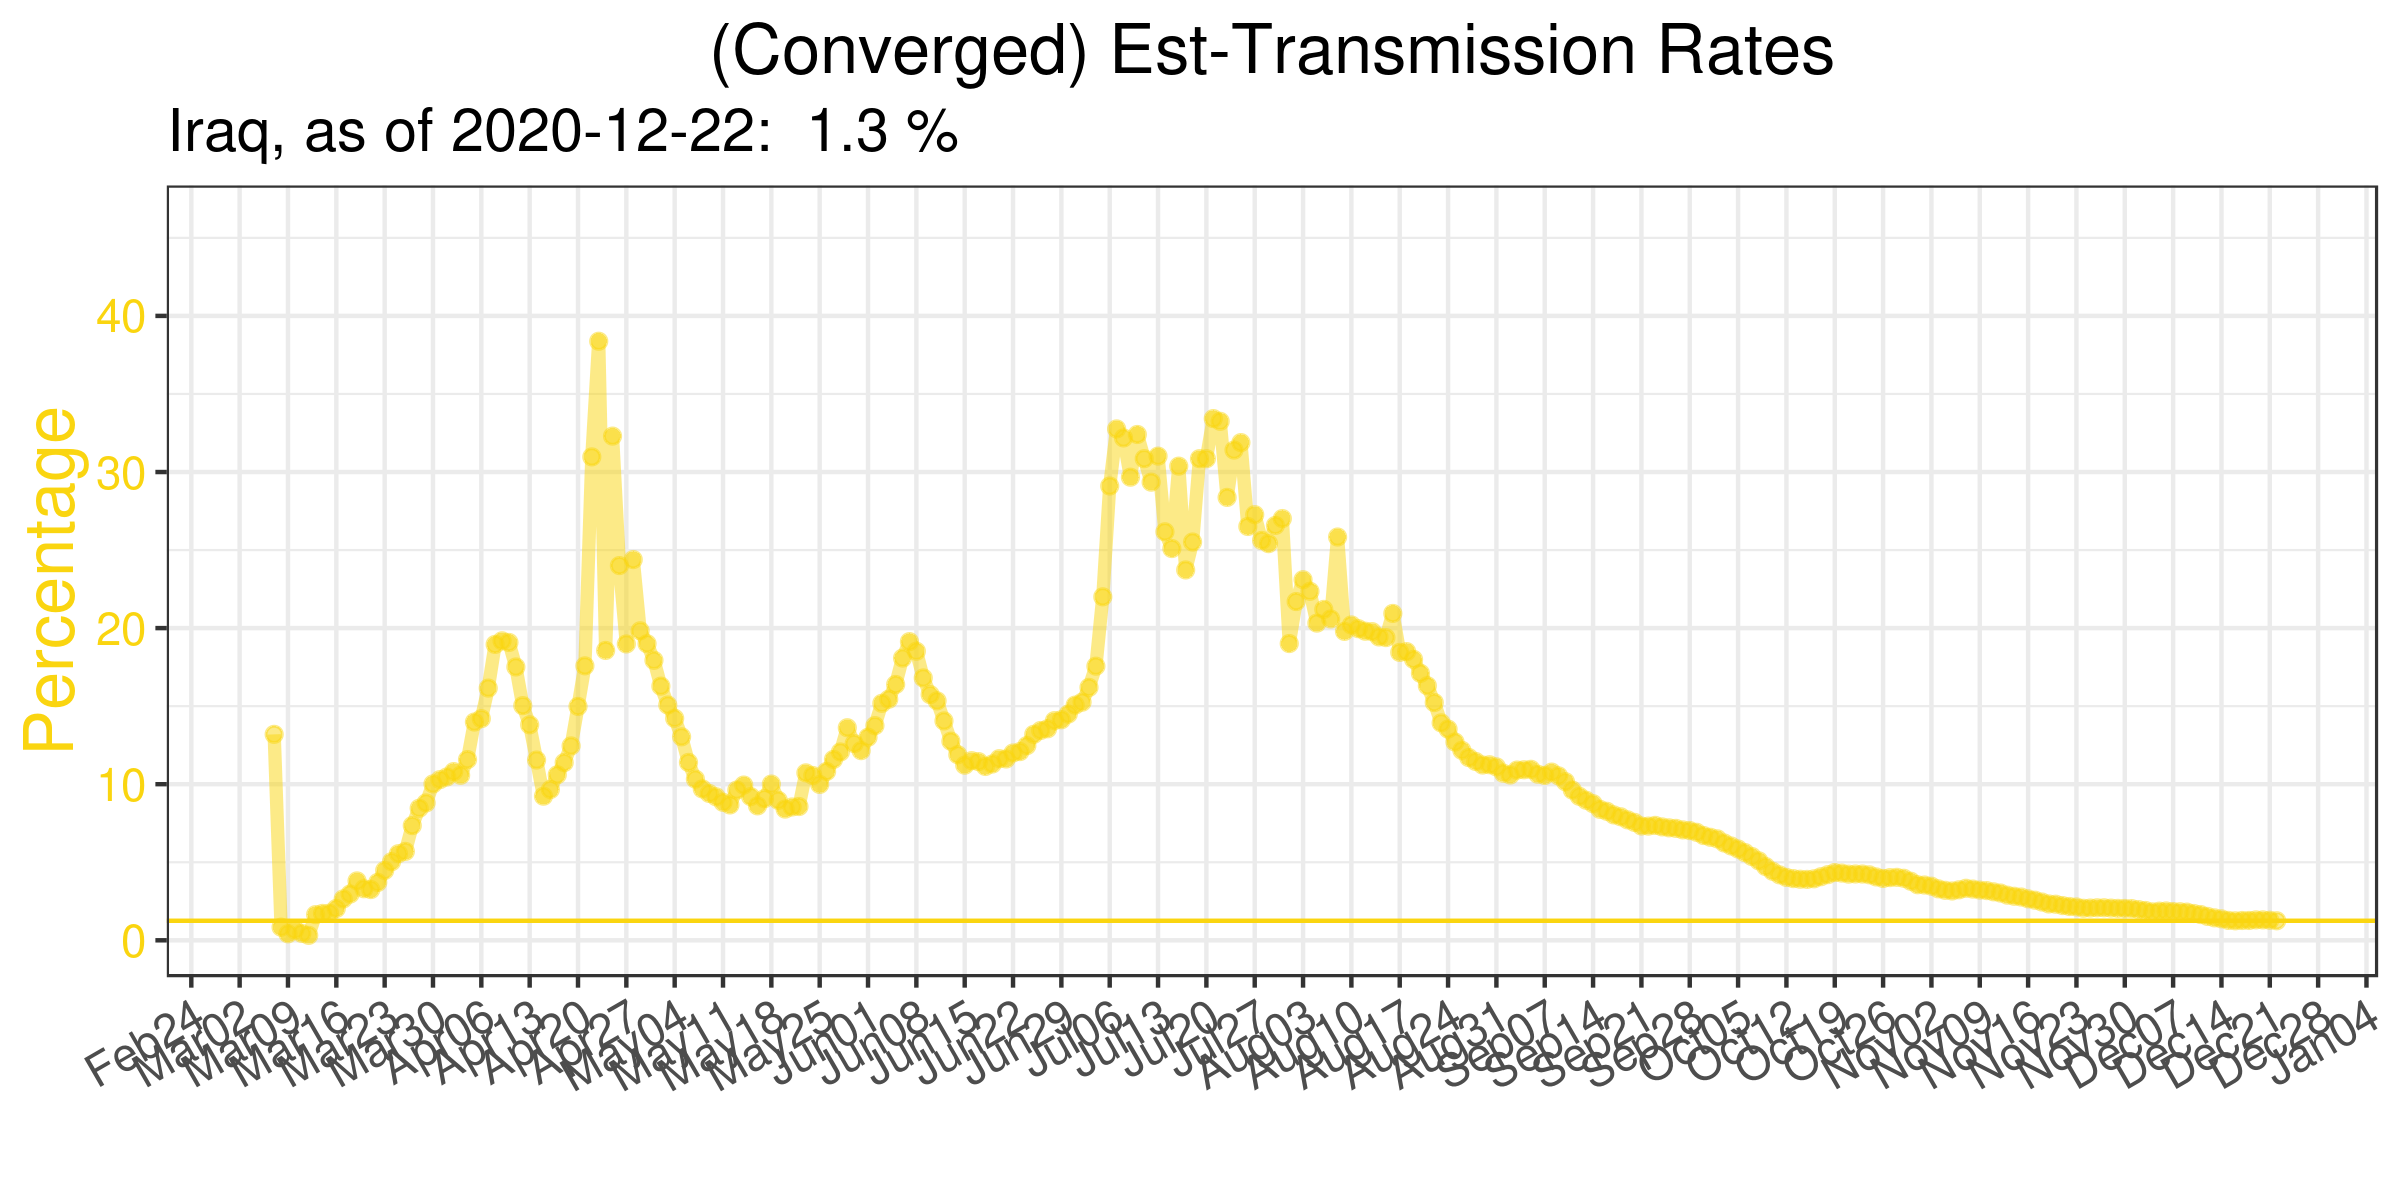 (Converged) Est-Transmission Rates
Iraq, as of 2020-12-22:  1.3 %
Percentage
40
30
20
10
0
Feb24
Mar02
Mar09
Mar16
Mar23
Mar30
Apr06
Apr13
Apr20
Apr27
May04
May11
May18
May25
Jun01
Jun08
Jun15
Jun22
Jun29
Jul06
Jul13
Jul20
Jul27
Aug03
Aug10
Aug17
Aug24
Aug31
Sep07
Sep14
Sep21
Sep28
Oct05
Oct12
Oct19
Oct26
Nov02
Nov09
Nov16
Nov23
Nov30
Dec07
Dec14
Dec21
Dec28
Jan04